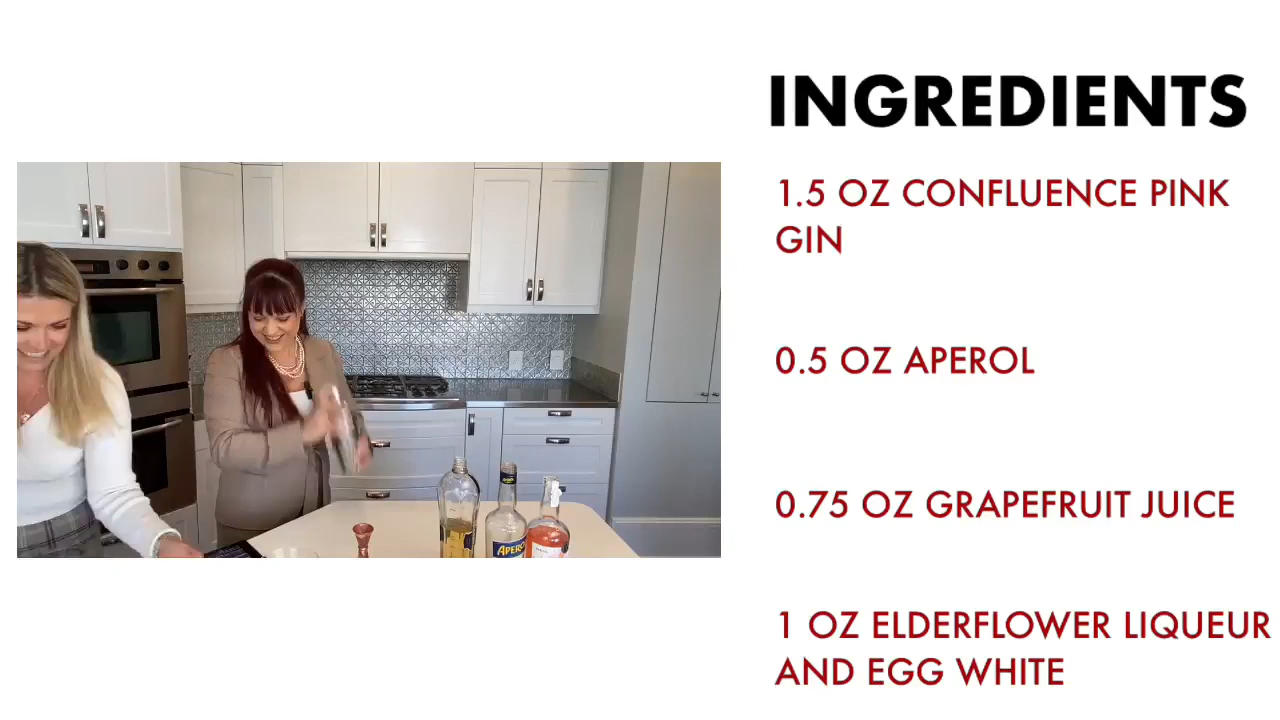 INGREDIENTS
1.5 OZ CONFLUENCE PINK
GIN
0.5 OZ APEROL
0.75 OZ GRAPEFRUIT JUICE
1 OZ ELDERFLOWER LIQUEUR
AND EGG WHITE
APEROL